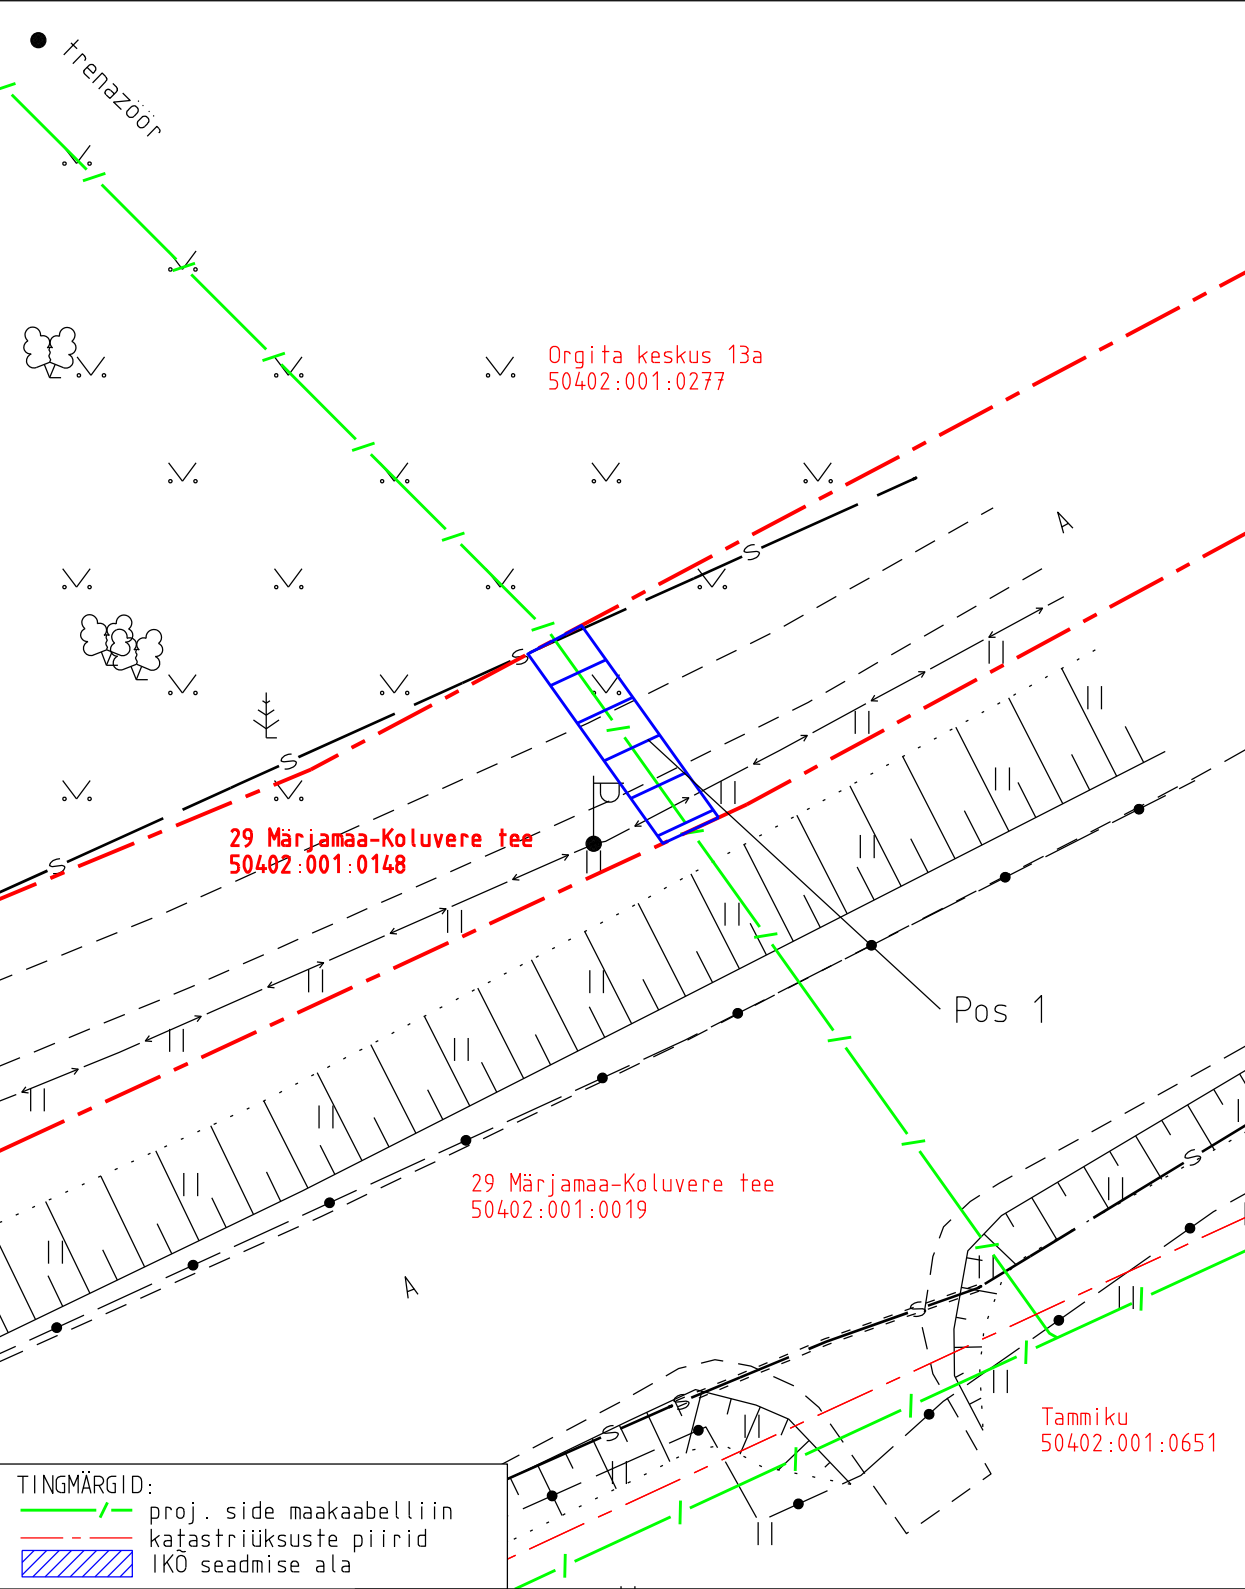 trenazöör
Orgita keskus 13a
50402:001:0277
A
S
S
S
29 Märjamaa-Koluvere tee
50402:001:0148
S
Pos 1
29 Märjamaa-Koluvere tee
50402:001:0019
S
A
S
S
S
Tammiku
50402:001:0651
TINGMÄRGID:
proj. side maakaabelliin
katastriüksuste piirid
IKÕ seadmise ala